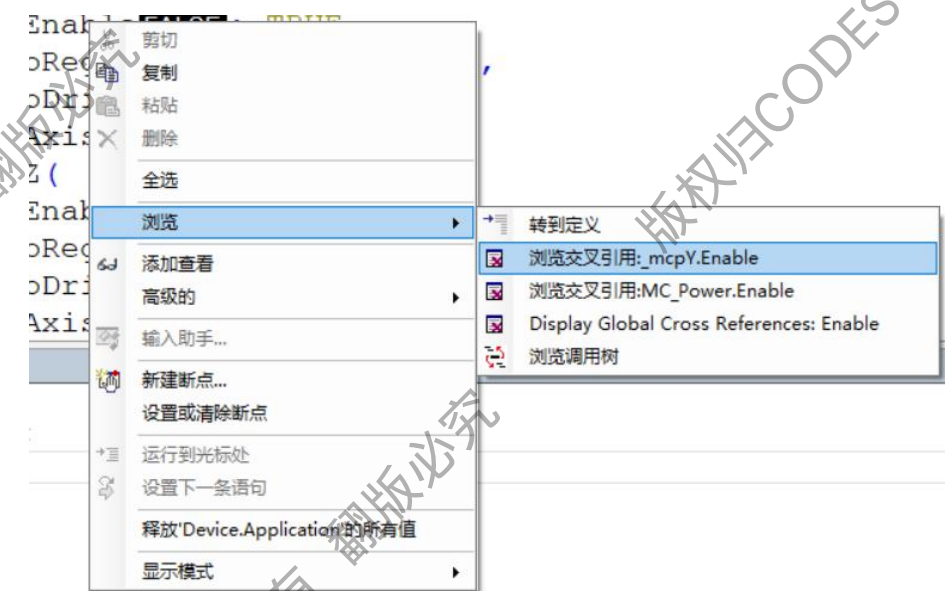 剪切
复制
粘贴
删除
全选
浏览
添加查看
高级的
输入助手...
新建断点...
设置或清除断点
运行到光标处
设置下一条语句
释放'Device.Application'的所有值
显示模式
转到定义
浏览交叉引用:_mcpY.Enable
浏览交叉引用:MC_Power.Enable
Display Global Cross References: Enable
浏览调用树
版权归CODES
翻版必究
翻版必究